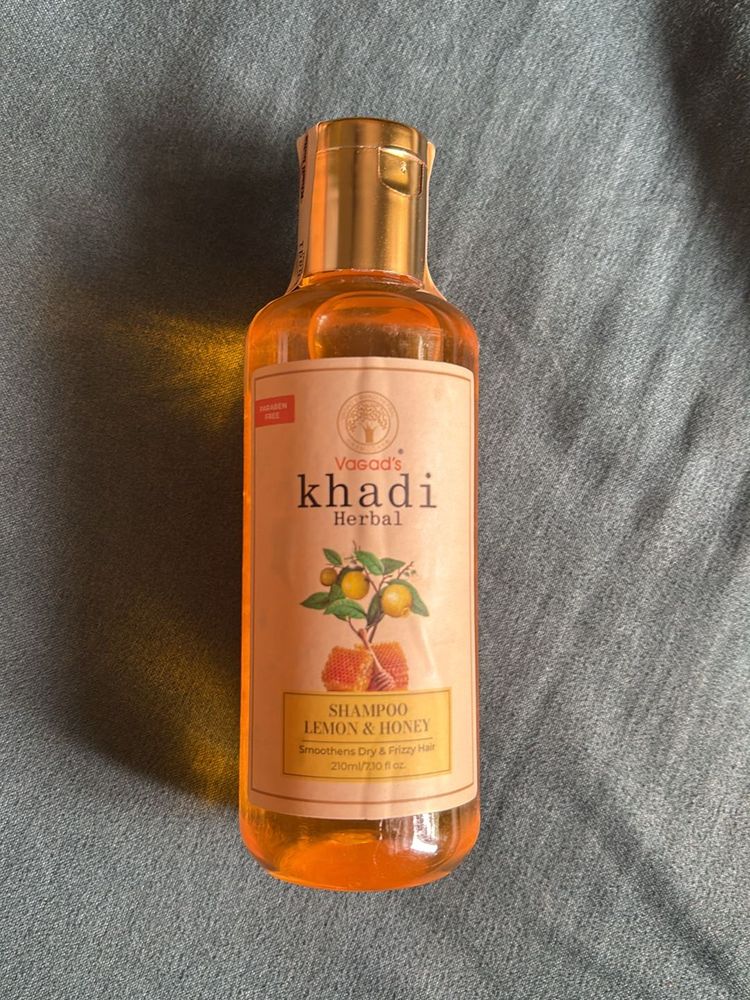 PARABEN
FREE
VAGAD's®
khadi
Herbal
SHAMPOO
LEMON & HONEY
Smoothens Dry & Frizzy Hair
210ml/7.10 fl oz.